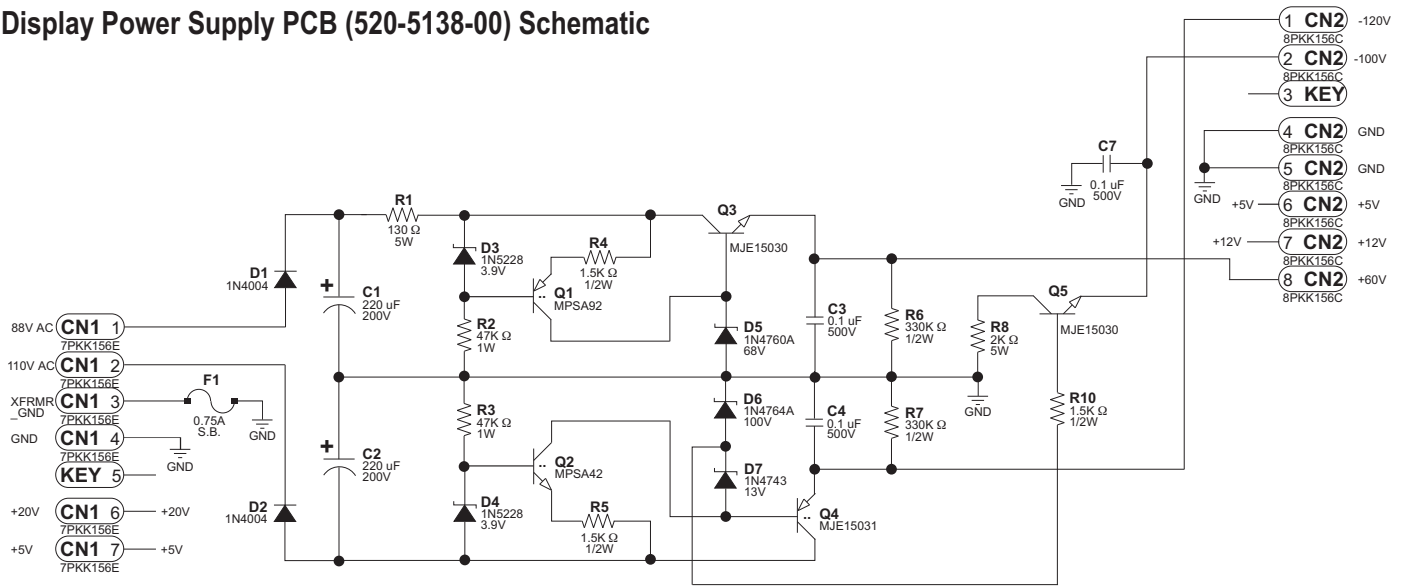 Display Power Supply PCB (520-5138-00) Schematic
1 CN2 -120V
8PKK156C
2 CN2 -100V
8PKK156C
3 KEY
4 CN2 GND
8PKK156C
5 CN2 GND
8PKK156C
+5V 6 CN2 +5V
8PKK156C
+12V 7 CN2 +12V
8PKK156C
8 CN2 +60V
8PKK156C
GND
C7
0.1 uF
500V
GND
88V AC CN1 1
7PKK156E
110V AC CN1 2
7PKK156E
XFRMR
_GND
CN1 3
7PKK156E
GND CN1 4
7PKK156E
KEY 5
+20V CN1 6 +20V
7PKK156E
+5V CN1 7 +5V
7PKK156E
F1
0.75A
S.B.
GND
GND
D1
1N4004
D2
1N4004
+
C1
220 uF
200V
+
C2
220 uF
200V
R1
130 Ω
5W
D3
1N5228
3.9V
R2
47K Ω
1W
R3
47K Ω
1W
D4
1N5228
3.9V
R4
1.5K Ω
1/2W
Q1
MPSA92
Q2
MPSA42
R5
1.5K Ω
1/2W
Q3
MJE15030
D5
1N4760A
68V
D6
1N4764A
100V
D7
1N4743
13V
Q4
MJE15031
C3
0.1 uF
500V
C4
0.1 uF
500V
R6
330K Ω
1/2W
R7
330K Ω
1/2W
R8
2K Ω
5W
GND
Q5
MJE15030
R10
1.5K Ω
1/2W